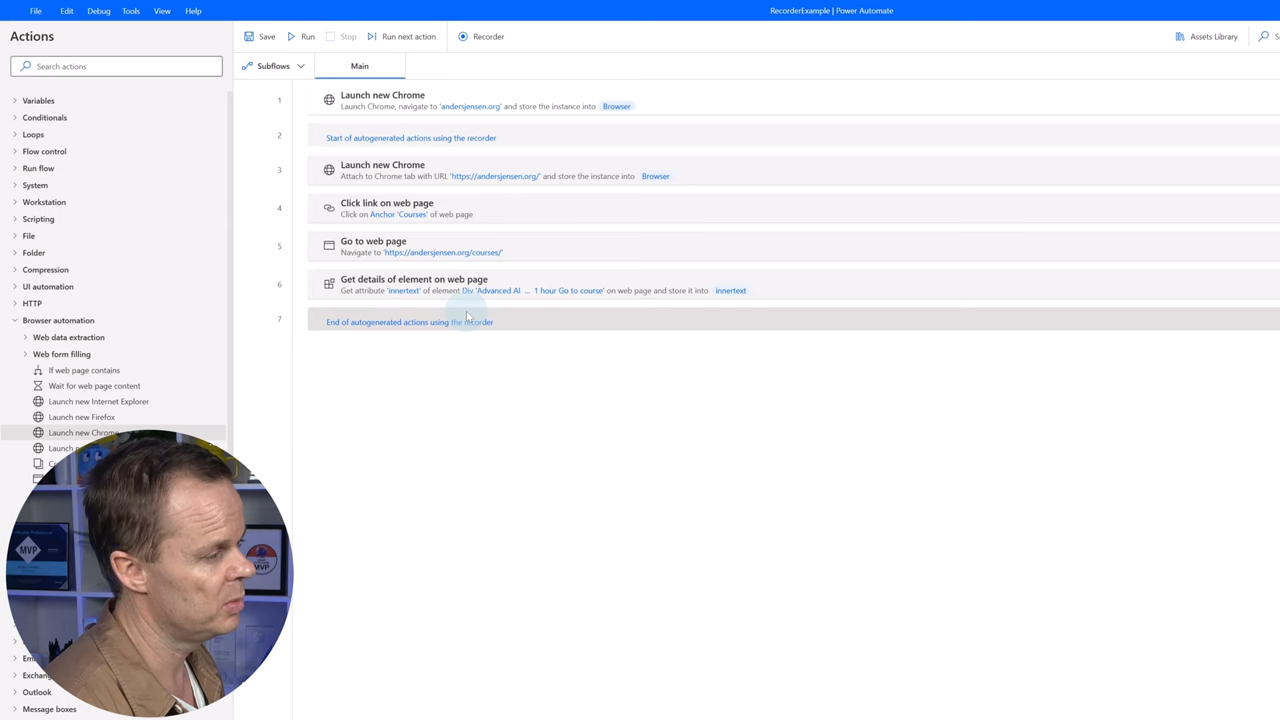 File Edit Debug Tools View Help
RecorderExample | Power Automate
Actions
Save Run Stop Run next action Recorder
Assets Library
Search actions
Subflows Main
Variables
Conditionals
Loops
Flow control
Run flow
System
Workstation
Scripting
File
Folder
Compression
UI automation
HTTP
Browser automation
Web data extraction
Web form filling
If web page contains
Wait for web page content
Launch new Internet Explorer
Launch new Firefox
Launch new Chrome
Launch
Outlook
Message boxes
1
Launch new Chrome
Launch Chrome, navigate to 'andersjensen.org' and store the instance into Browser
2
Start of autogenerated actions using the recorder
3
Launch new Chrome
Attach to Chrome tab with URL 'https://andersjensen.org/' and store the instance into Browser
4
Click link on web page
Click on Anchor 'Courses' of web page
5
Go to web page
Navigate to 'https://andersjensen.org/courses/'
6
Get details of element on web page
Get attribute 'innertext' of element Div 'Advanced AI ... 1 hour Go to course' on web page and store it into innertext
7
End of autogenerated actions using the recorder
MVP
MVP